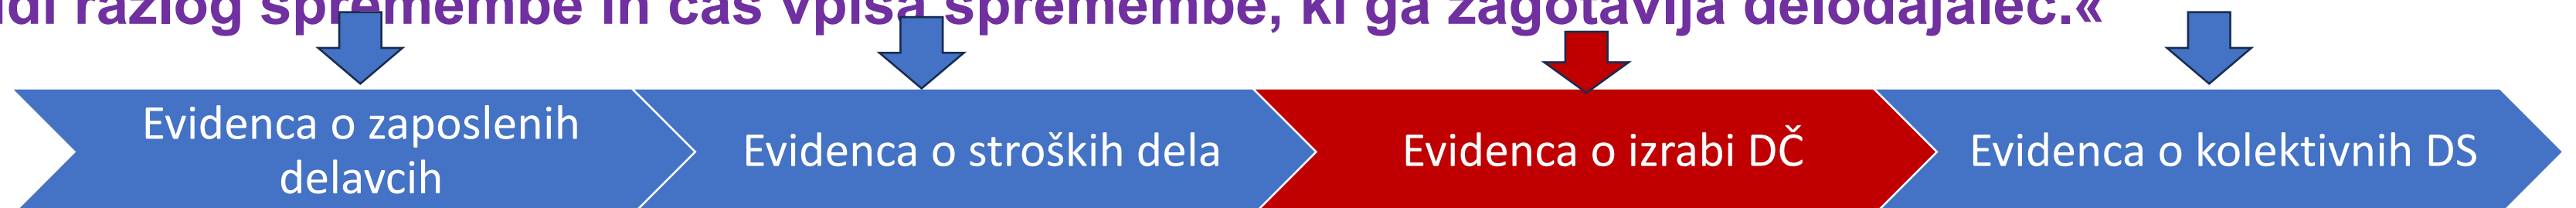 razlog spremembe in čas vpisa spremembe, ki ga zagotavlja delodajalec.«
Evidenca o zaposlenih
delavcih
Evidenca o stroških dela
Evidenca o izrabi DČ
Evidenca o kolektivnih DS